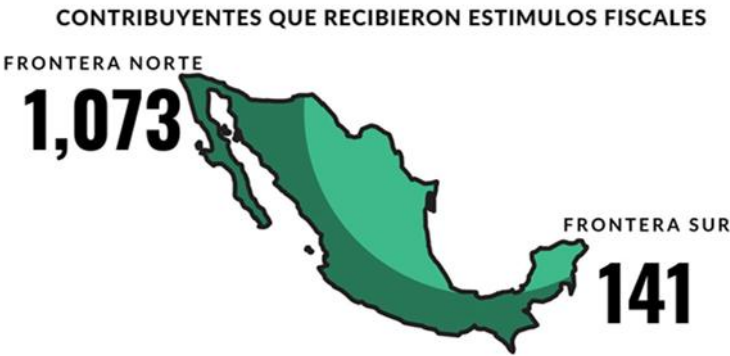 CONTRIBUYENTES QUE RECIBIERON ESTIMULOS FISCALES
FRONTERA NORTE
1,073
FRONTERA SUR
141